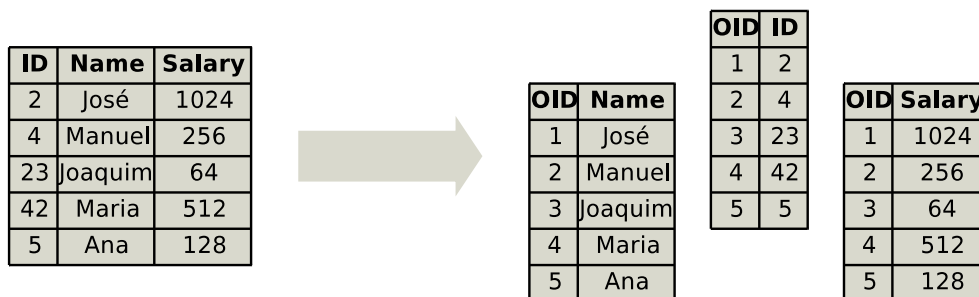 ID Name Salary
2 José 1024
4 Manuel 256
23 Joaquim 64
42 Maria 512
5 Ana 128
OID Name
1 José
2 Manuel
3 Joaquim
4 Maria
5 Ana
OID ID
1 2
2 4
3 23
4 42
5 5
OID Salary
1 1024
2 256
3 64
4 512
5 128